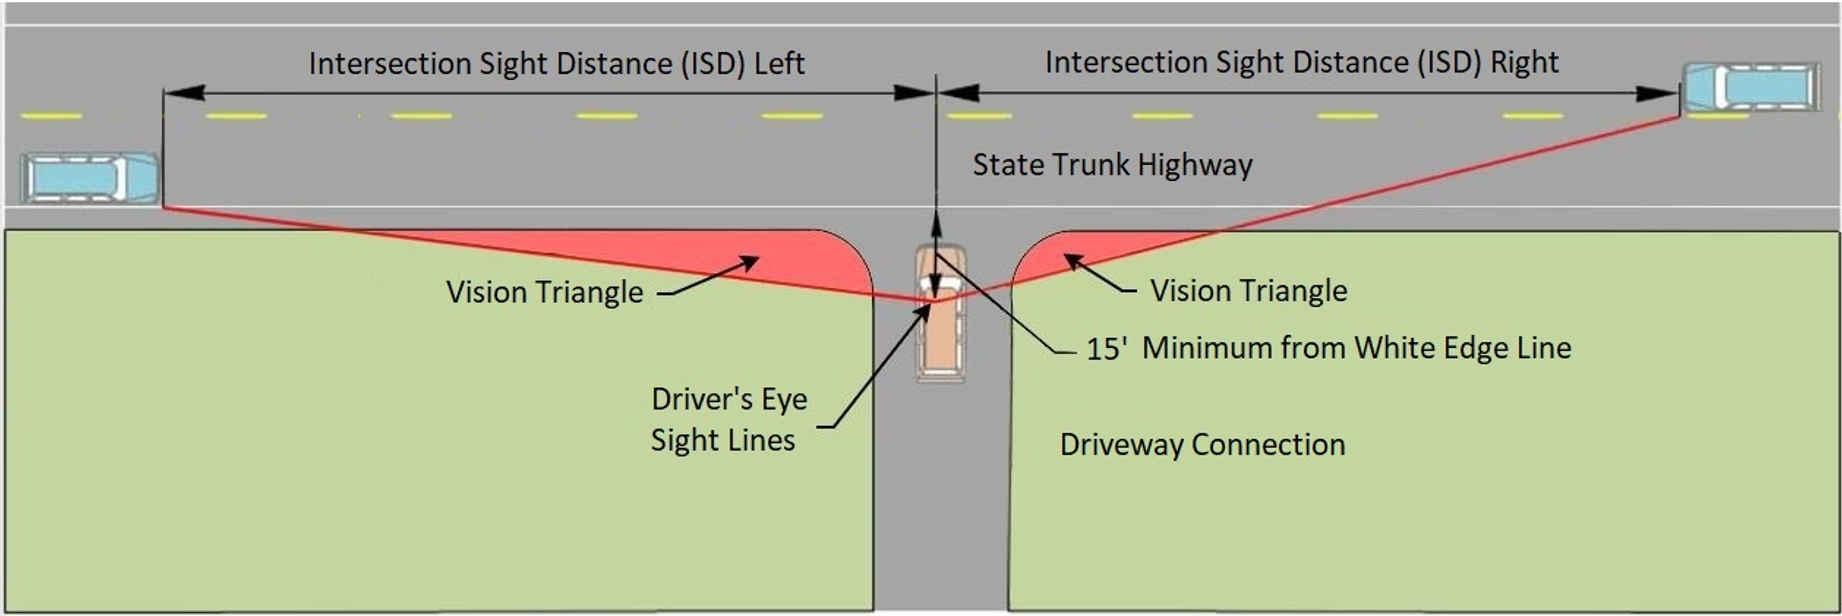 Intersection Sight Distance (ISD) Left
Intersection Sight Distance (ISD) Right
State Trunk Highway
Vision Triangle
Vision Triangle
15' Minimum from White Edge Line
Driver's Eye
Sight Lines
Driveway Connection